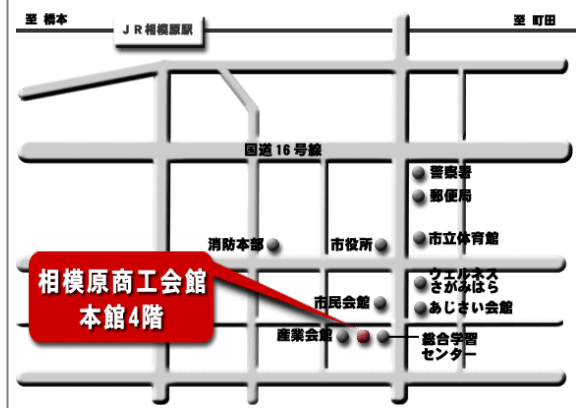 至 橋本
ＪＲ相模原駅
至 町田
国道16号線
警察署
郵便局
消防本部
市役所
市立体育館
相模原商工会館
本館4階
ウェルネス
さがみはら
市民会館
あじさい会館
産業会館
総合学習
センター